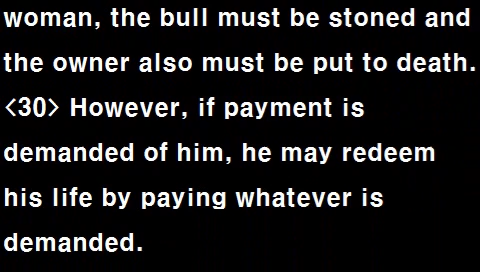 woman, the bull must be stoned and
the owner also must be put to death.
<30> However, if payment is
demanded of him, he may redeem
his life by paying whatever is
demanded.